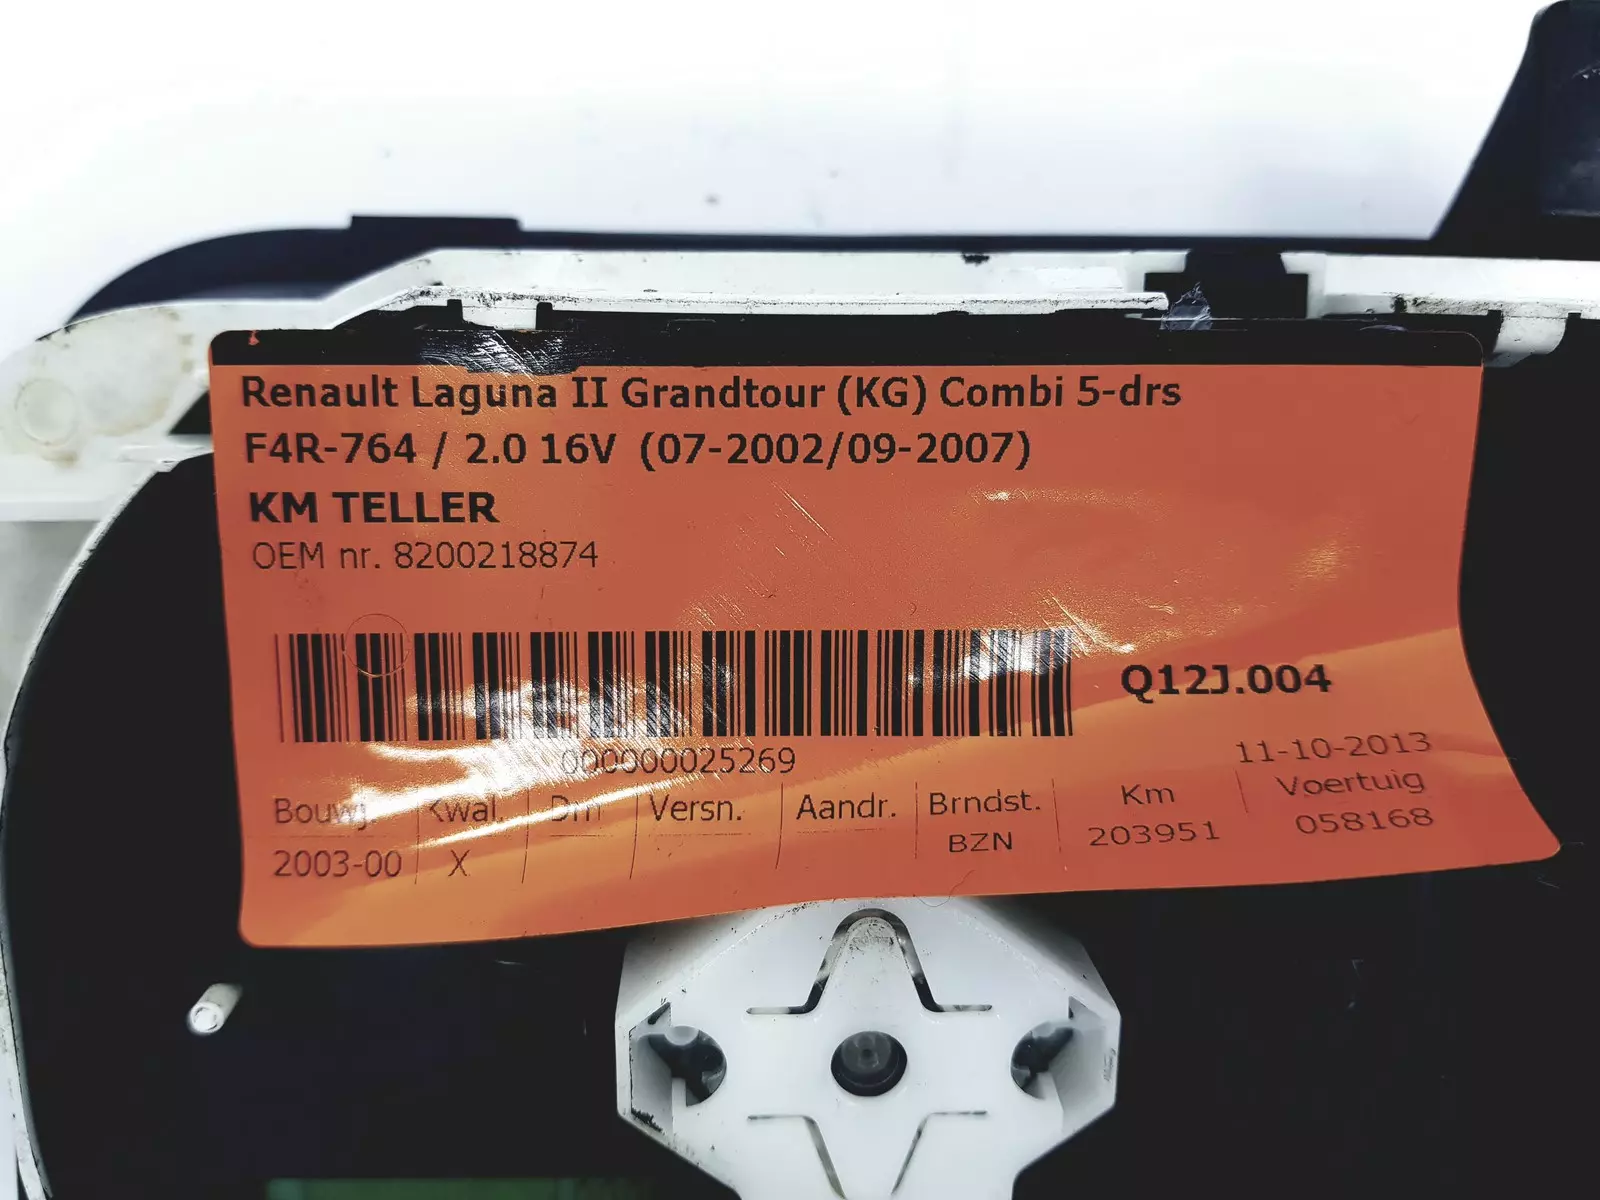 Renault Laguna II Grandtour (KG) Combi 5-drs
F4R-764 / 2.0 16V (07-2002/09-2007)
KM TELLER
OEM nr. 8200218874
Q12J.004
000000025269
11-10-2013
Bouwj. Kwal. Dm Versn. Aandr. Brndst. Km Voertuig
2003-00 X BZN 203951 058168